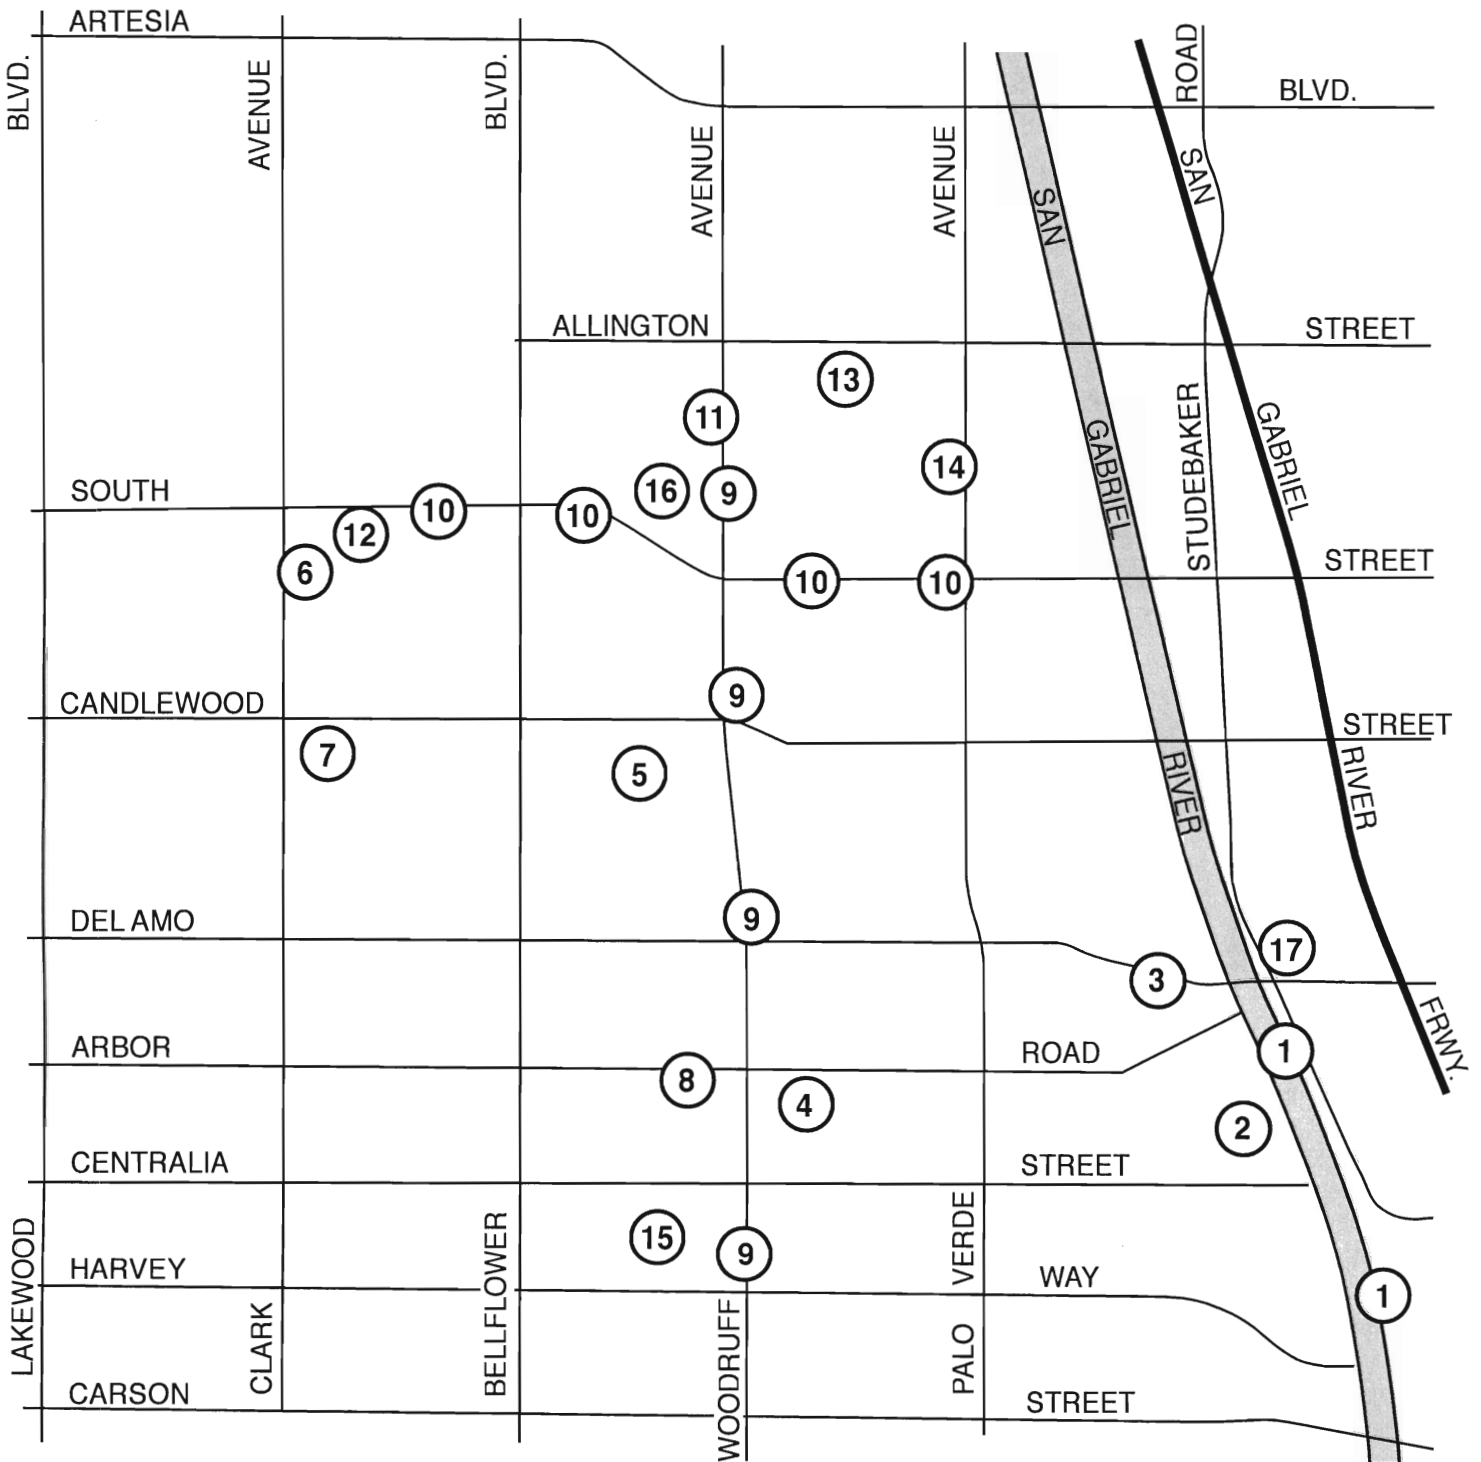 ARTESIA
BLVD.
BLVD.
AVENUE
BLVD.
AVENUE
AVENUE
ROAD
SAN
SAN
ALLINGTON
STREET
13
11
STUDEBAKER
GABRIEL
GABRIEL
14
16
9
SOUTH
10
10
12
6
10
10
STREET
9
CANDLEWOOD
STREET
7
5
RIVER
RIVER
9
DEL AMO
17
3
FRWY.
ARBOR
ROAD
1
8
4
2
CENTRALIA
STREET
15
9
HARVEY
WAY
1
LAKEWOOD
CLARK
BELLFLOWER
WOODRUFF
PALO VERDE
CARSON
STREET